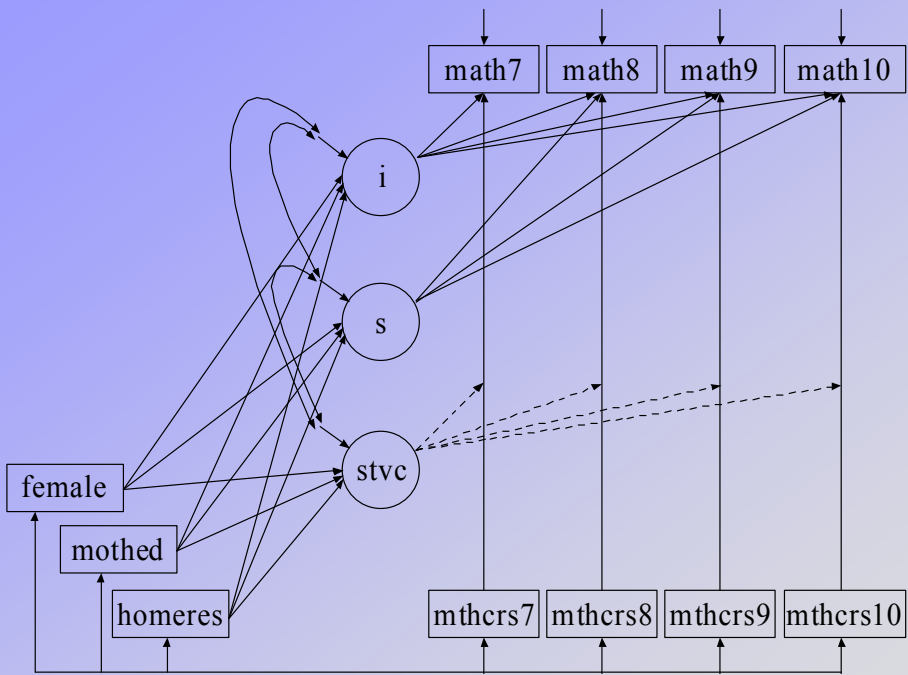 math7 math8 math9 math10
i
s
stvc
female
mothed
homeres mthcrs7 mthcrs8 mthcrs9 mthcrs10